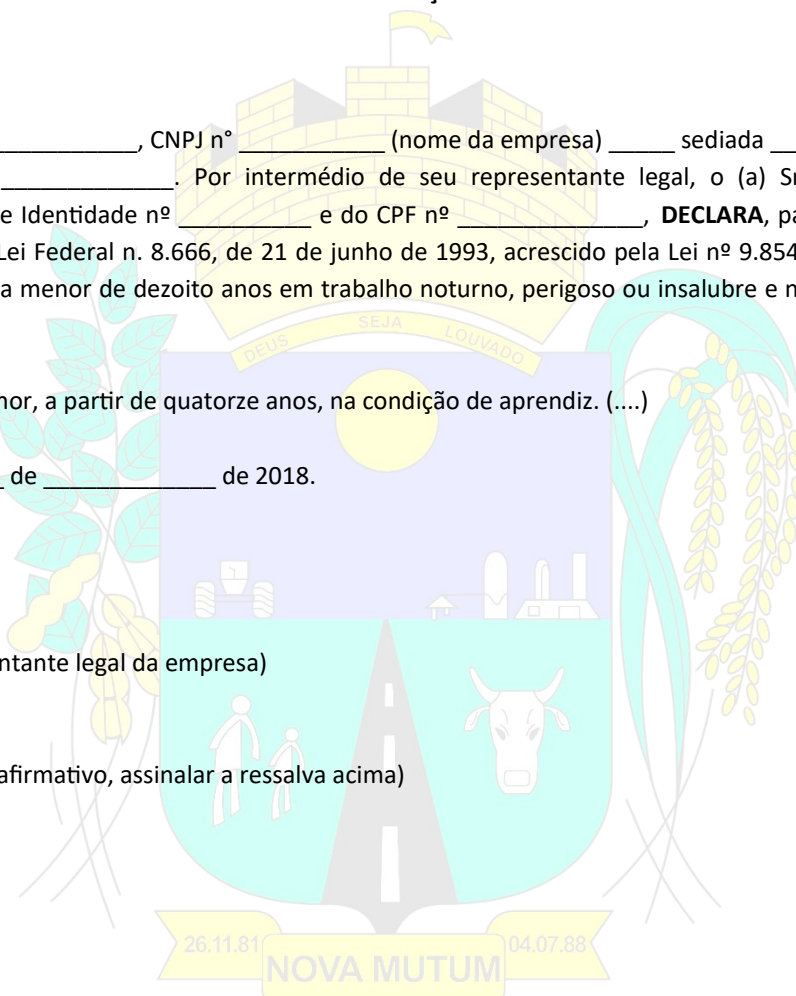 ___________, CNPJ n° ___________ (nome da empresa) _____ sediada __
_____________. Por intermédio de seu representante legal, o (a) Sr
e Identidade nº __________ e do CPF nº ______________, DECLARA, pa
Lei Federal n. 8.666, de 21 de junho de 1993, acrescido pela Lei nº 9.854
a menor de dezoito anos em trabalho noturno, perigoso ou insalubre e n
DEUS SEJA LOUVADO
nor, a partir de quatorze anos, na condição de aprendiz. (....)
_ de _____________ de 2018.
ntante legal da empresa)
afirmativo, assinalar a ressalva acima)
26.11.81 NOVA MUTUM 04.07.88